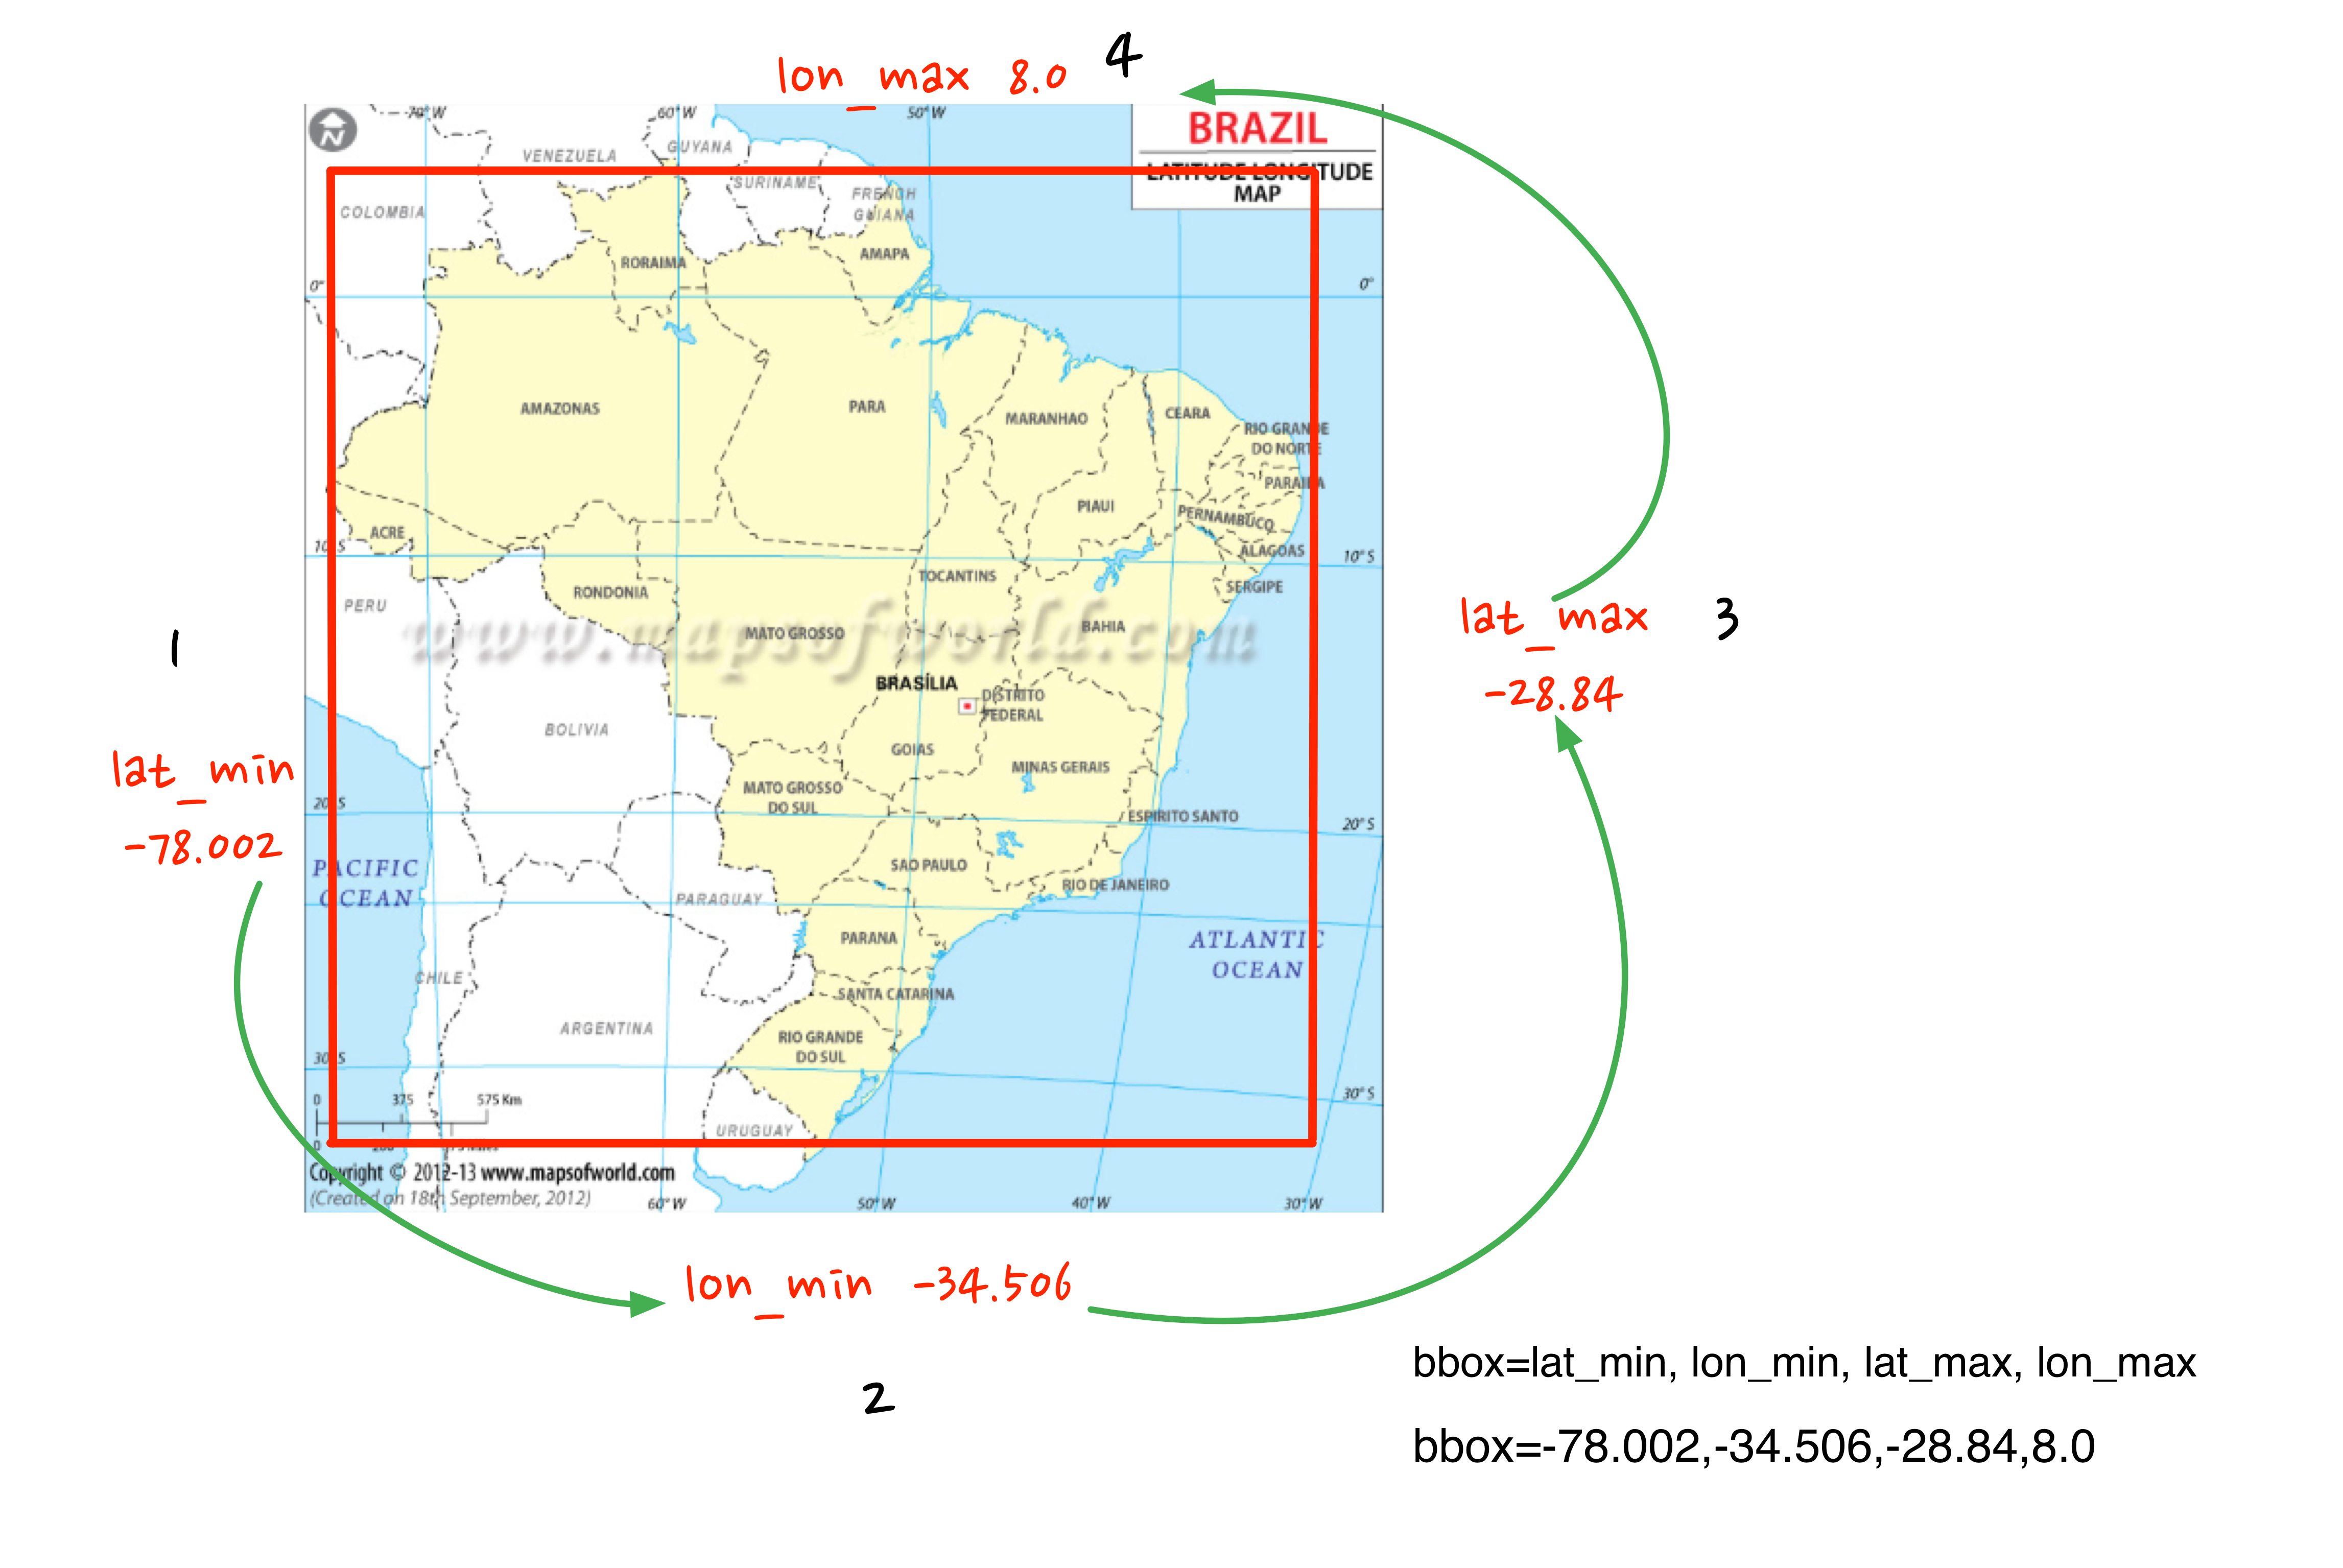 lon_max 8.0
4
70° W
60° W
50° W
BRAZIL
LATITUDE LONGITUDE
MAP
N
VENEZUELA
GUYANA
SURINAME
FRENCH
GUIANA
COLOMBIA
AMAPA
RORAIMA
0°
0°
AMAZONAS
PARA
MARANHAO
CEARA
RIO GRANDE
DO NORTE
PARAIBA
PIAUI
PERNAMBUCO
ACRE
10° S
10° S
ALAGOAS
TOCANTINS
SERGIPE
RONDONIA
PERU
lat_max
3
-28.84
1
MATO GROSSO
BAHIA
www.mapsofworld.com
BRASÍLIA
DISTRITO
FEDERAL
BOLIVIA
GOIAS
MINAS GERAIS
lat_min
-78.002
MATO GROSSO
DO SUL
20° S
ESPIRITO SANTO
20° S
PACIFIC
OCEAN
SAO PAULO
RIO DE JANEIRO
PARAGUAY
PARANA
ATLANTIC
OCEAN
CHILE
SANTA CATARINA
ARGENTINA
RIO GRANDE
DO SUL
30° S
30° S
0 375 575 Km
URUGUAY
0
Copyright © 2012-13 www.mapsofworld.com
(Created on 18th September, 2012)
60° W
50° W
40° W
30° W
lon_min -34.506
2
bbox=lat_min, lon_min, lat_max, lon_max
bbox=-78.002,-34.506,-28.84,8.0